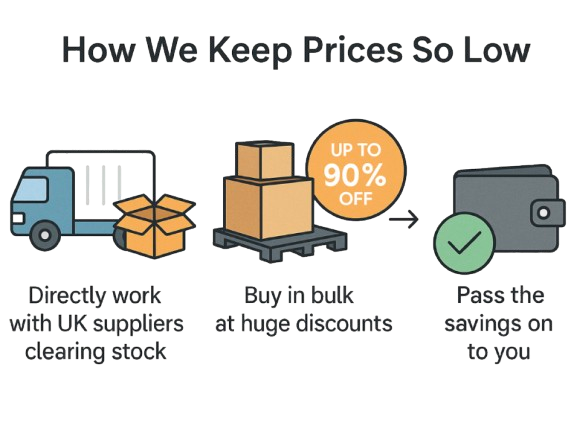 How We Keep Prices So Low
UP TO
90%
OFF
Directly work
with UK suppliers
clearing stock
Buy in bulk
at huge discounts
Pass the
savings on
to you